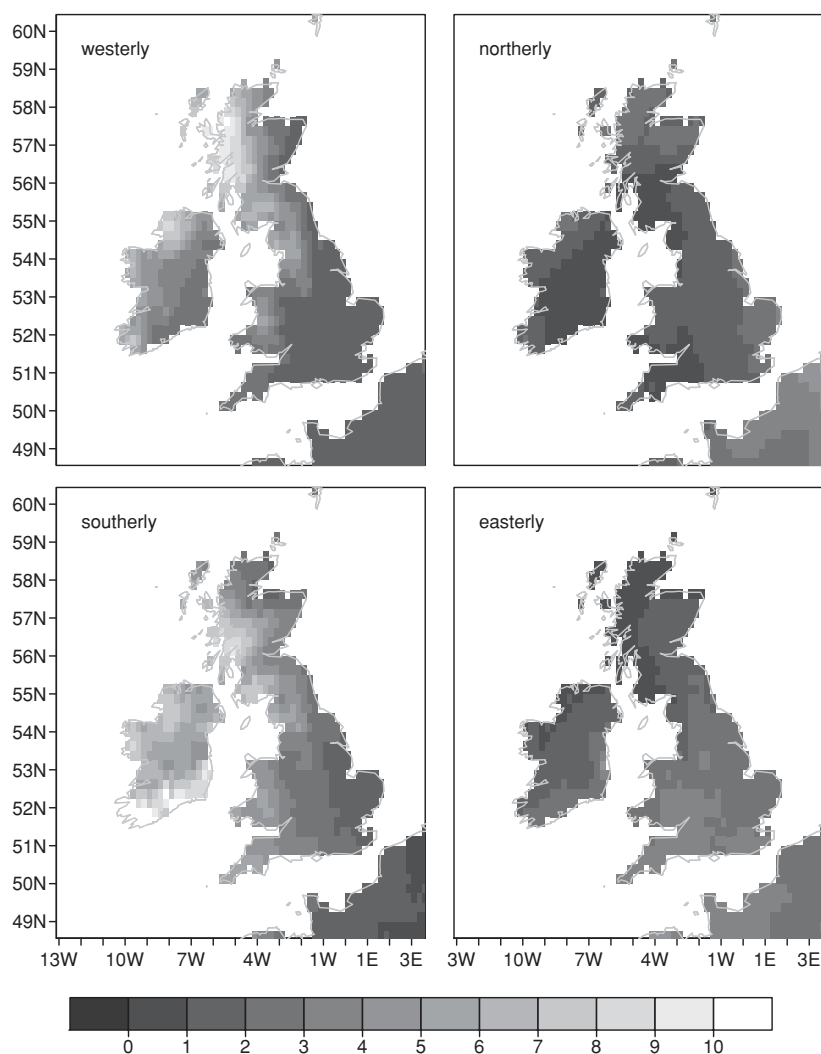 westerly
northerly
60N
59N
58N
57N
56N
55N
54N
53N
52N
51N
50N
49N
southerly
easterly
60N
59N
58N
57N
56N
55N
54N
53N
52N
51N
50N
49N
13W 10W 7W 4W 1W 1E 3E
3W 10W 7W 4W 1W 1E 3E
0 1 2 3 4 5 6 7 8 9 10